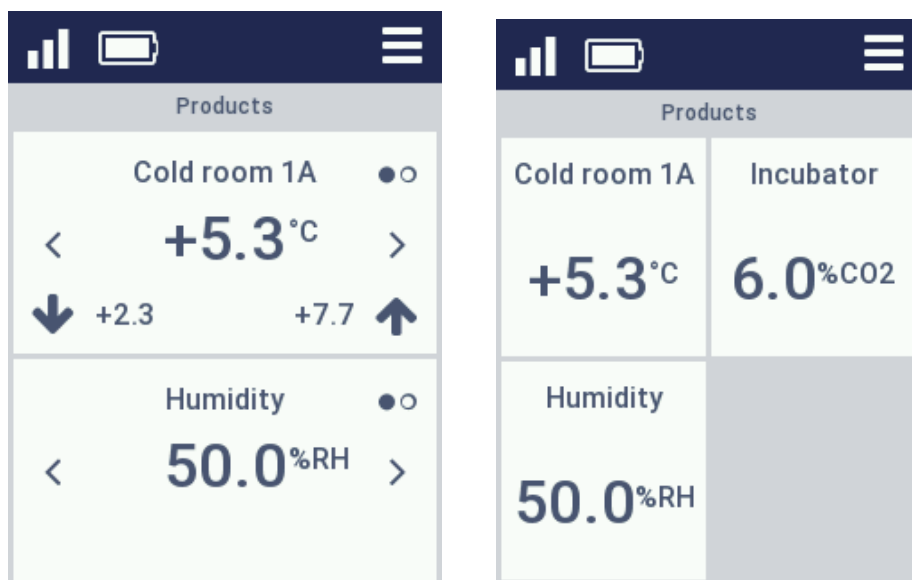 Products
Cold room 1A
+5.3°C
+2.3 +7.7
Humidity
50.0%RH
Products
Cold room 1A Incubator
+5.3°C 6.0%CO2
Humidity
50.0%RH